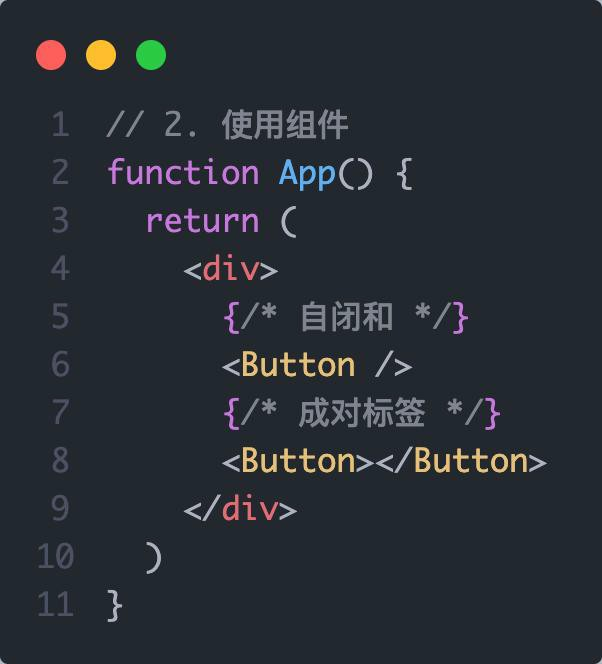 1 // 2. 使用组件
2 function App() {
3   return (
4     <div>
5       {/* 自闭和 */}
6       <Button />
7       {/* 成对标签 */}
8       <Button></Button>
9     </div>
10   )
11 }